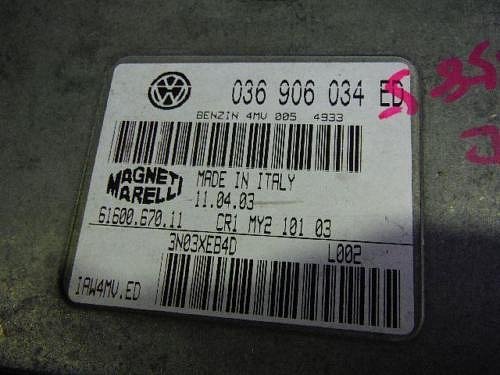 036 906 034 ED
BENZIN 4MV 005 4933
MAGNETI
MARELLI
MADE IN ITALY
11.04.03
61600.670.11 CR1 MY2 101 03
3N03XEB4D L002
IAW4MV.ED